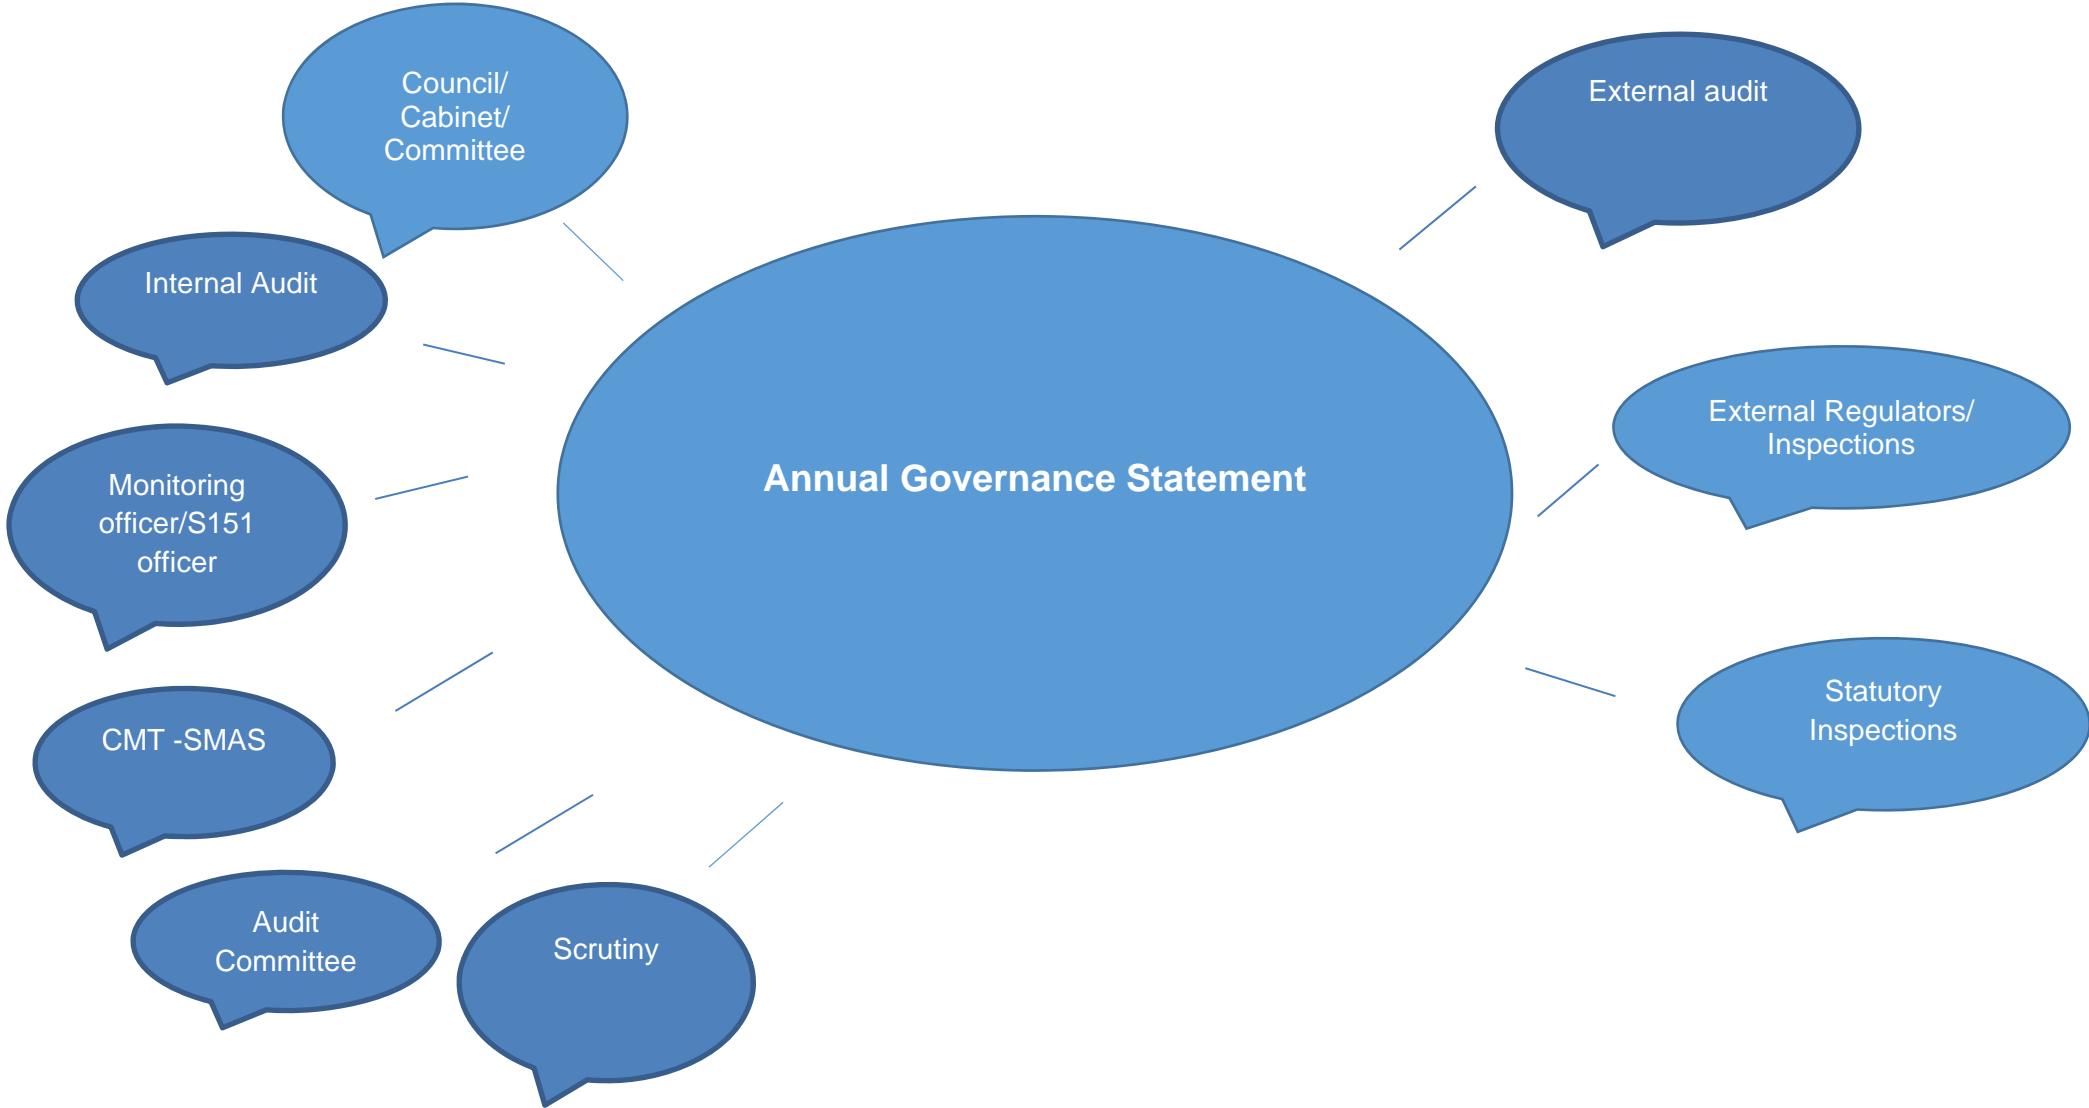 Council/
Cabinet/
Committee
External audit
Internal Audit
External Regulators/
Inspections
Annual Governance Statement
Monitoring
officer/S151
officer
Statutory
Inspections
CMT -SMAS
Audit
Committee
Scrutiny